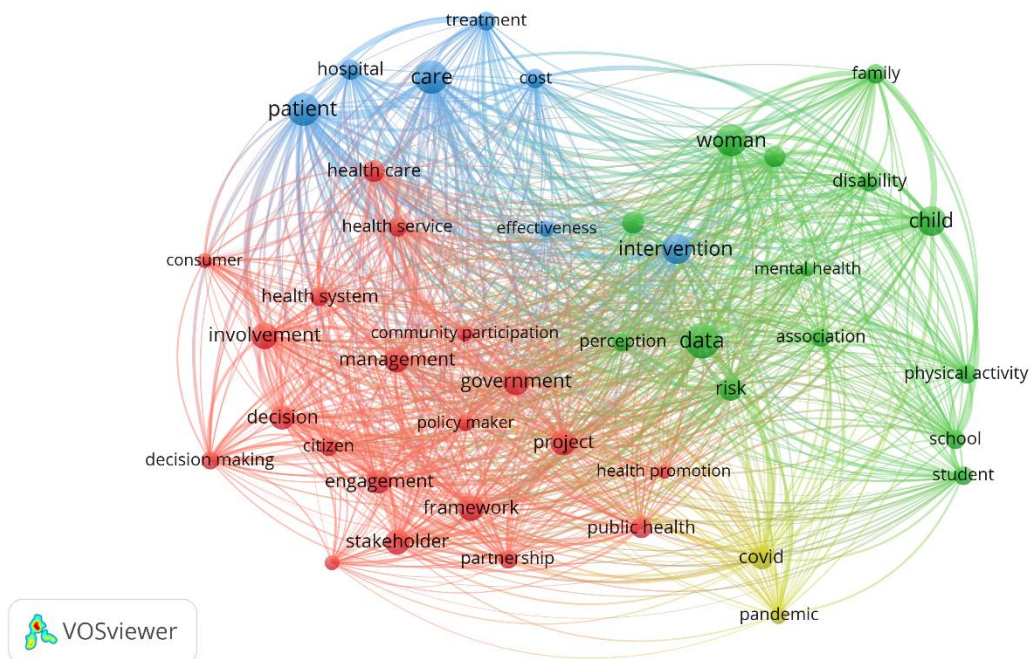 treatment
hospital
care
cost
family
patient
woman
health care
disability
child
health service
effectiveness
intervention
consumer
mental health
health system
involvement
community participation
perception
data
association
management
government
physical activity
risk
decision
policy maker
citizen
project
school
decision making
health promotion
student
engagement
framework
public health
stakeholder
partnership
covid
pandemic
VOSviewer